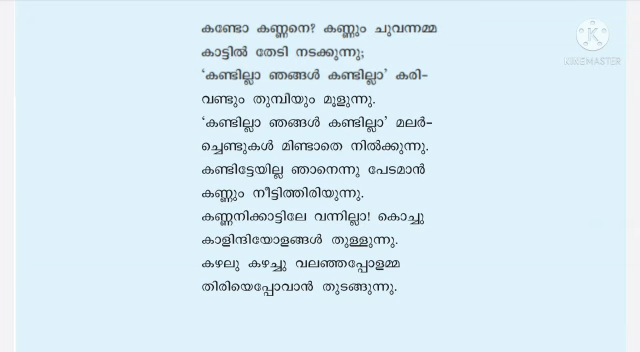 കണ്ടോ കണ്ണനെ? കണ്ണും ചുവന്നമ്മ
കാട്ടിൽ തേടി നടക്കുന്നു;
‘കണ്ടില്ലാ ഞങ്ങൾ കണ്ടില്ലാ’ കരി-
വണ്ടും തുമ്പിയും മൂളുന്നു.
‘കണ്ടില്ലാ ഞങ്ങൾ കണ്ടില്ലാ’ മലർ-
ച്ചെണ്ടുകൾ മിണ്ടാതെ നിൽക്കുന്നു.
കണ്ടിട്ടേയില്ല ഞാനെന്നു പേടമാൻ
കണ്ണും നീട്ടിത്തിരിയുന്നു.
കണ്ണനിക്കാട്ടിലേ വന്നില്ലാ! കൊച്ചു
കാളിന്ദിയോളങ്ങൾ തുള്ളുന്നു.
കഴലു കഴച്ചു വലഞ്ഞപ്പോളമ്മ
തിരിയെപ്പോവാൻ തുടങ്ങുന്നു.
K
KINEMASTER